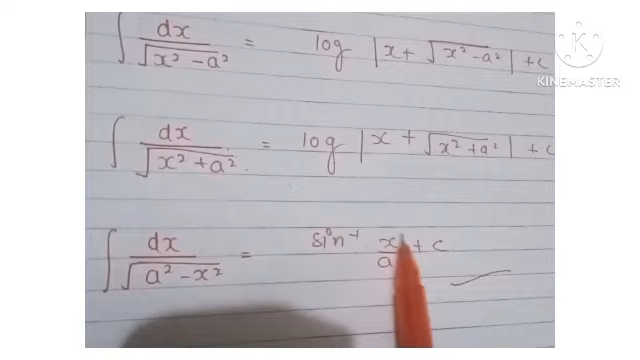 ∫ dx / √(x² − a²) = log |x + √(x² − a²)| + c
KINEMASTER
∫ dx / √(x² + a²) = log |x + √(x² + a²)| + c
∫ dx / √(a² − x²) = sin⁻¹ x/a + c